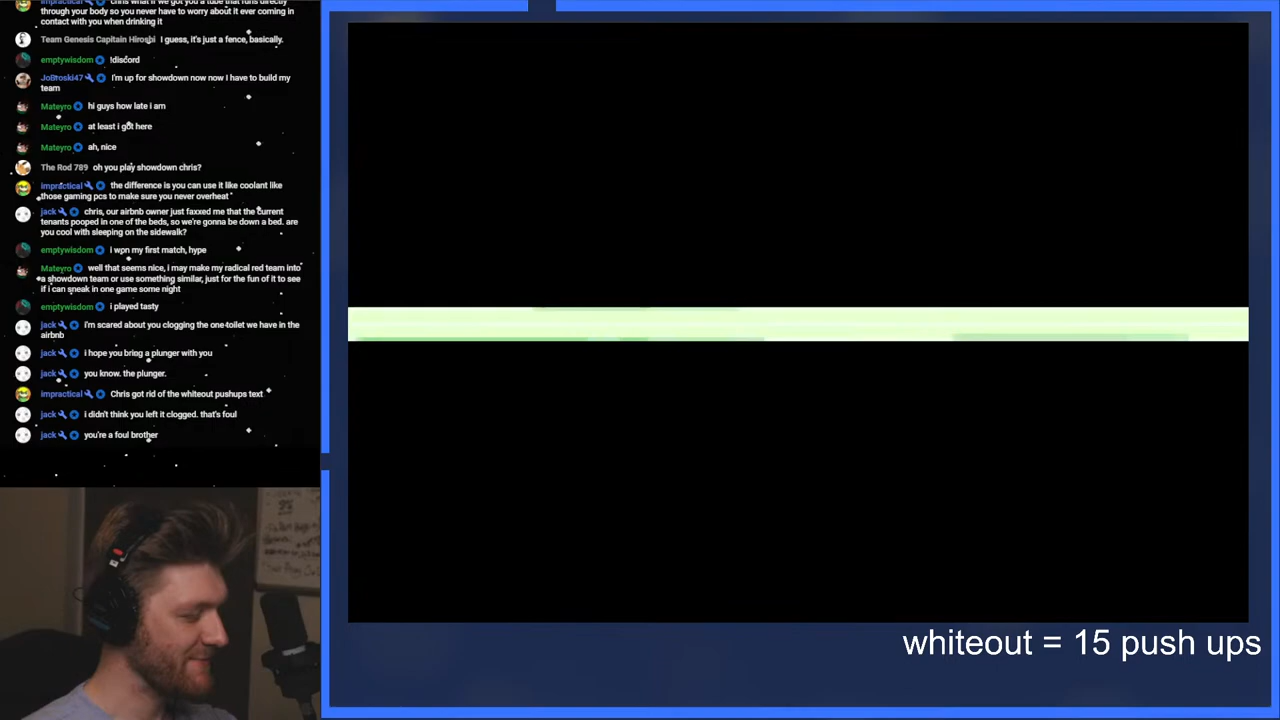 impractical chris what if we got you a tube that runs directly
through your body so you never have to worry about it ever coming in
contact with you when drinking it
Team Genesis Capitain Hiroshi I guess, it's just a fence, basically.
emptywisdom !discord
JoBroski47 I'm up for showdown now now I have to build my
team
Mateyro hi guys how late i am
Mateyro at least i got here
Mateyro ah, nice
The Rod 789 oh you play showdown chris?
impractical the difference is you can use it like coolant like
those gaming pcs to make sure you never overheat
jack chris, our airbnb owner just faxxed me that the current
tenants pooped in one of the beds, so we're gonna be down a bed. are
you cool with sleeping on the sidewalk?
emptywisdom i won my first match, hype
Mateyro well that seems nice, i may make my radical red team into
a showdown team or use something similar, just for the fun of it to see
if i can sneak in one game some night
emptywisdom i played tasty
jack i'm scared about you clogging the one toilet we have in the
airbnb
jack i hope you bring a plunger with you
jack you know. the plunger.
impractical Chris got rid of the whiteout pushups text
jack i didn't think you left it clogged. that's foul
jack you're a foul brother
whiteout = 15 push ups